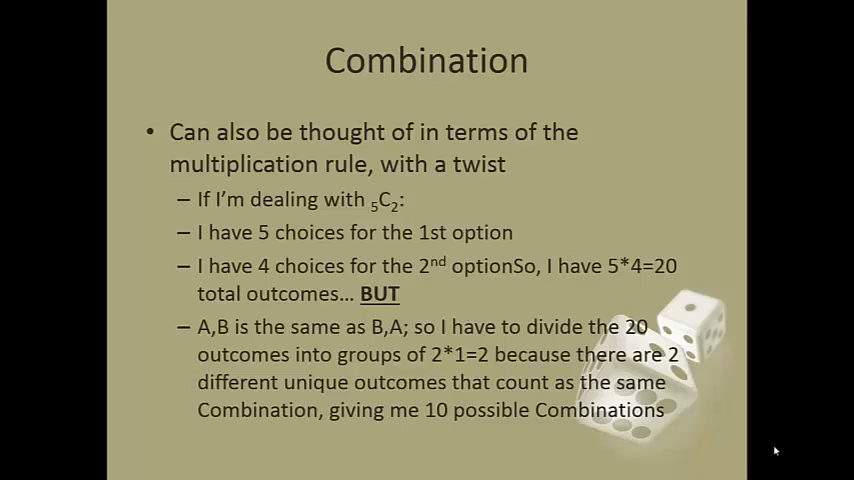 Combination
• Can also be thought of in terms of the
multiplication rule, with a twist
– If I'm dealing with ₅C₂:
– I have 5 choices for the 1st option
– I have 4 choices for the 2nd optionSo, I have 5*4=20
total outcomes... BUT
– A,B is the same as B,A; so I have to divide the 20
outcomes into groups of 2*1=2 because there are 2
different unique outcomes that count as the same
Combination, giving me 10 possible Combinations